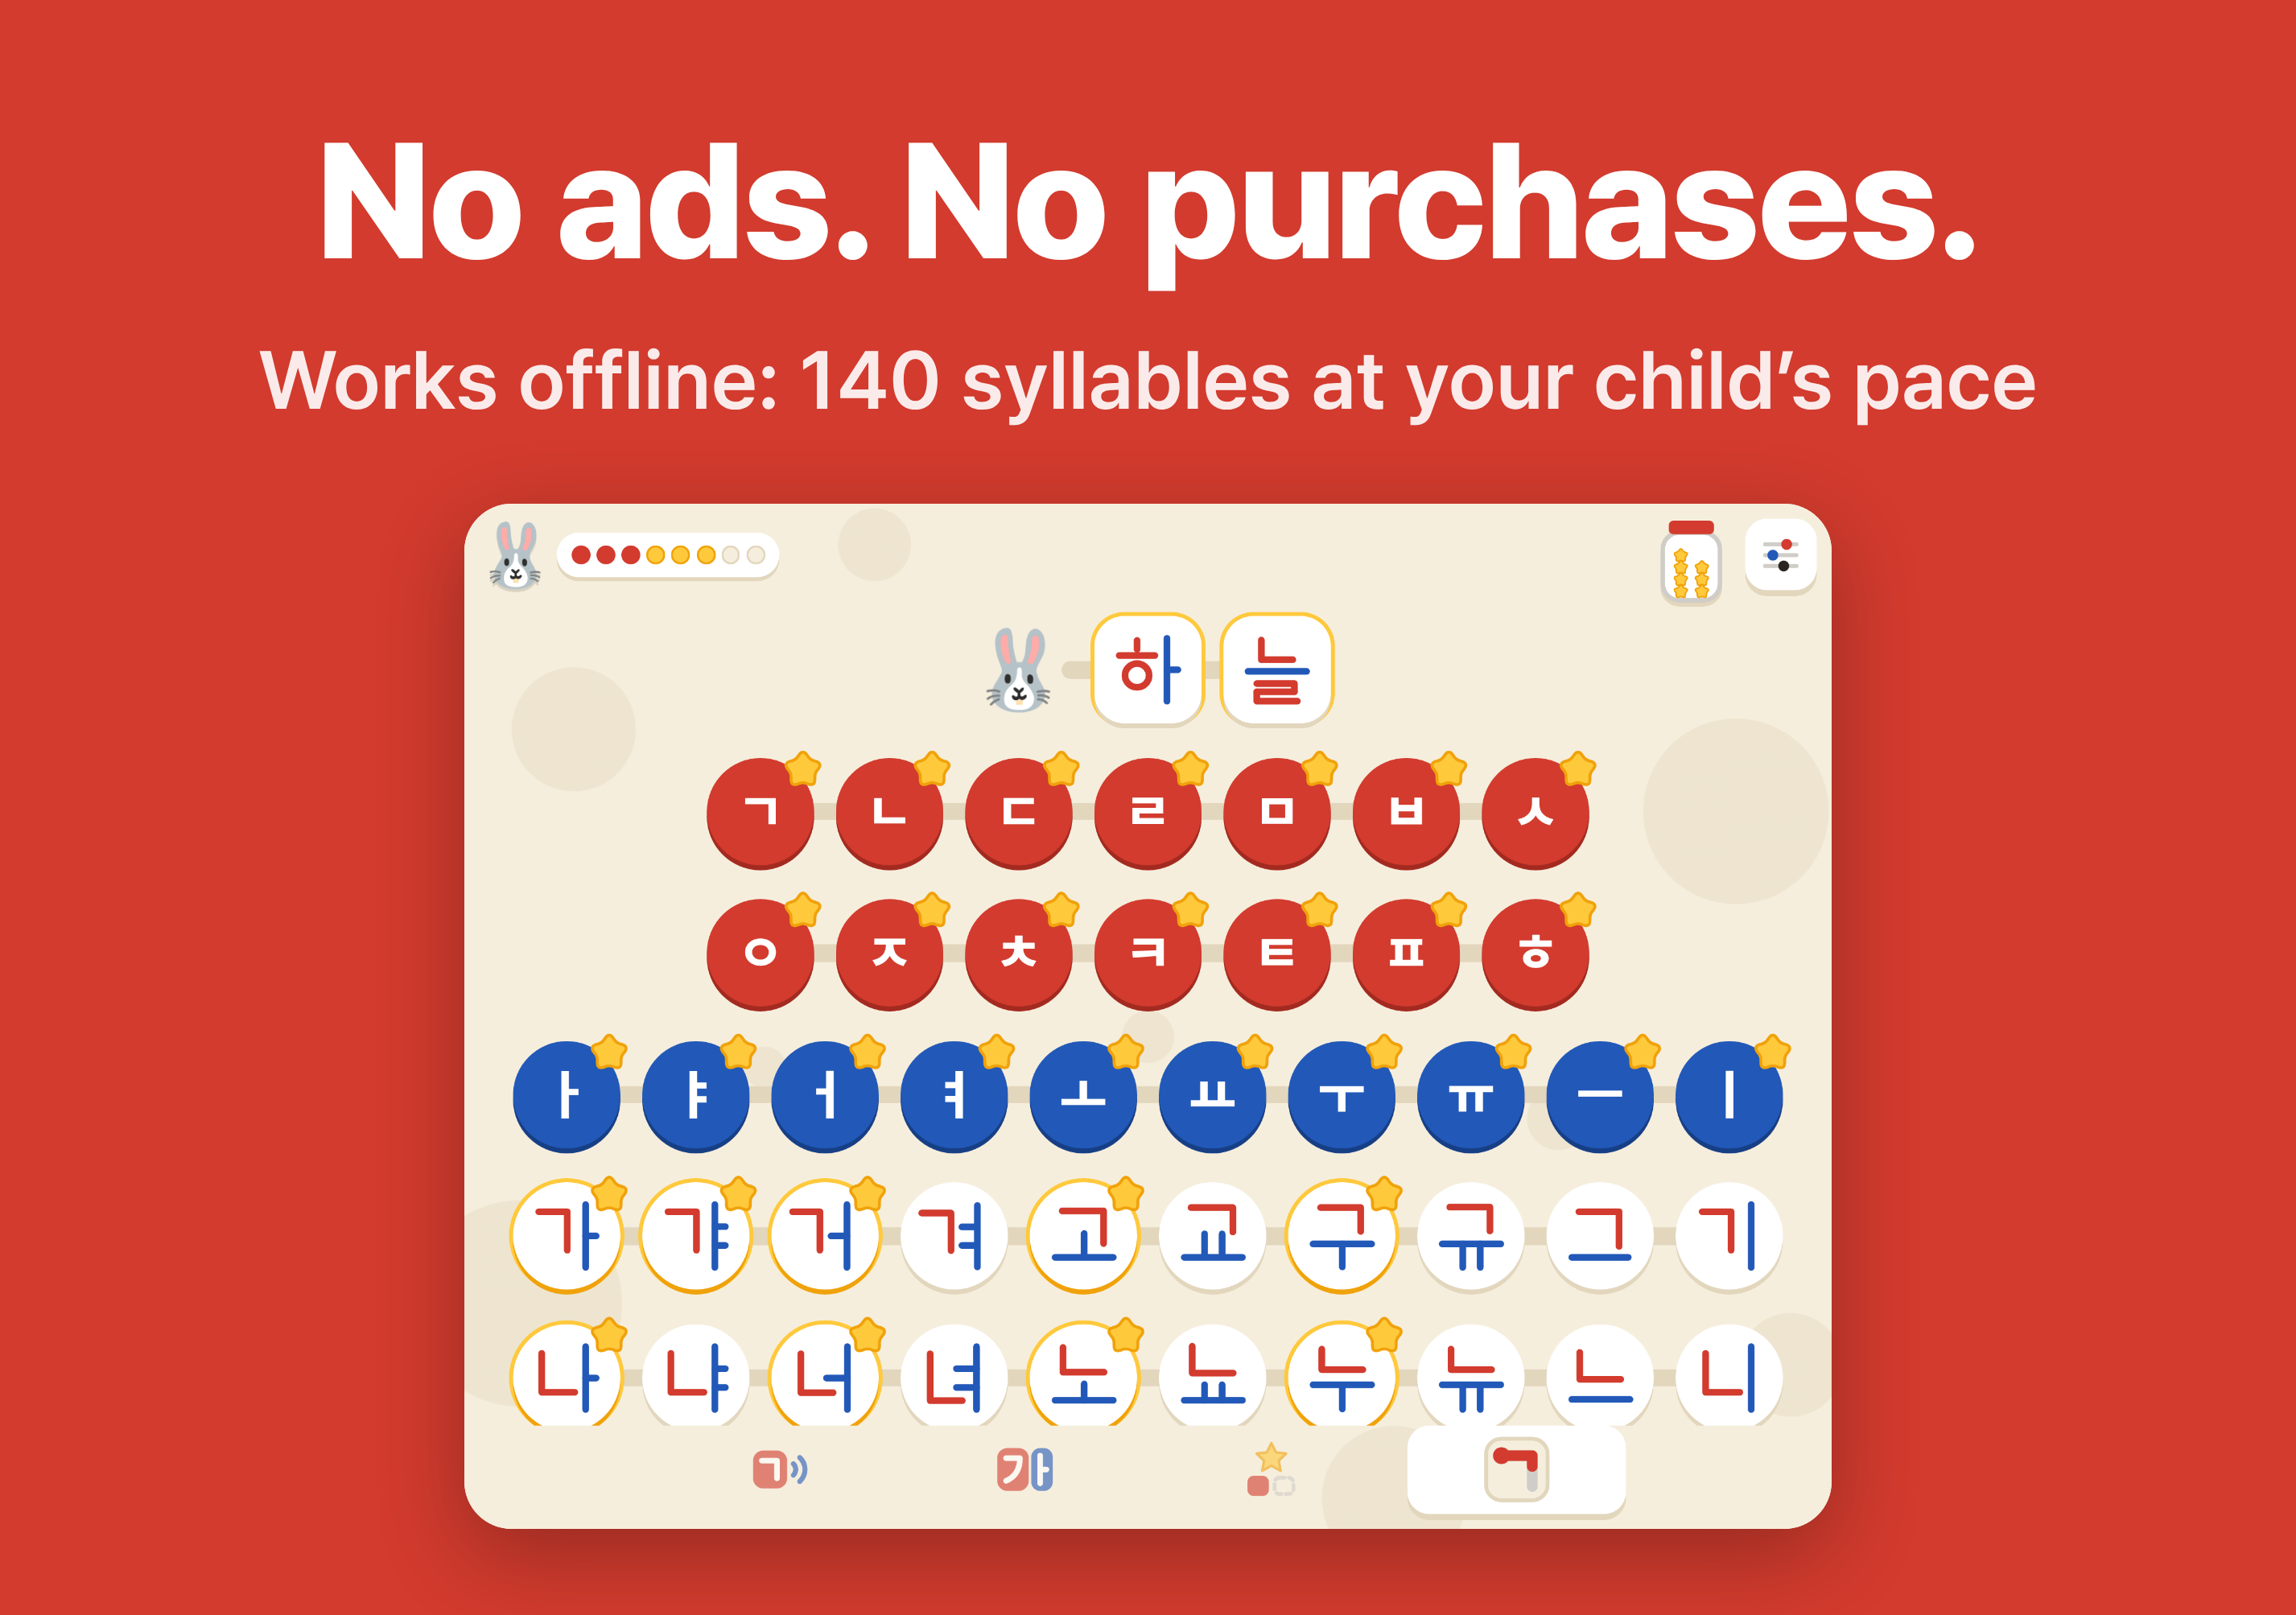 No ads. No purchases.
Works offline: 140 syllables at your child’s pace
하 늘
ㄱ ㄴ ㄷ ㄹ ㅁ ㅂ ㅅ
ㅇ ㅈ ㅊ ㅋ ㅌ ㅍ ㅎ
ㅏ ㅑ ㅓ ㅕ ㅗ ㅛ ㅜ ㅠ ㅡ ㅣ
가 갸 거 겨 고 교 구 규 그 기
나 냐 너 녀 노 뇨 누 뉴 느 니
ㄱ 가 ㄱ